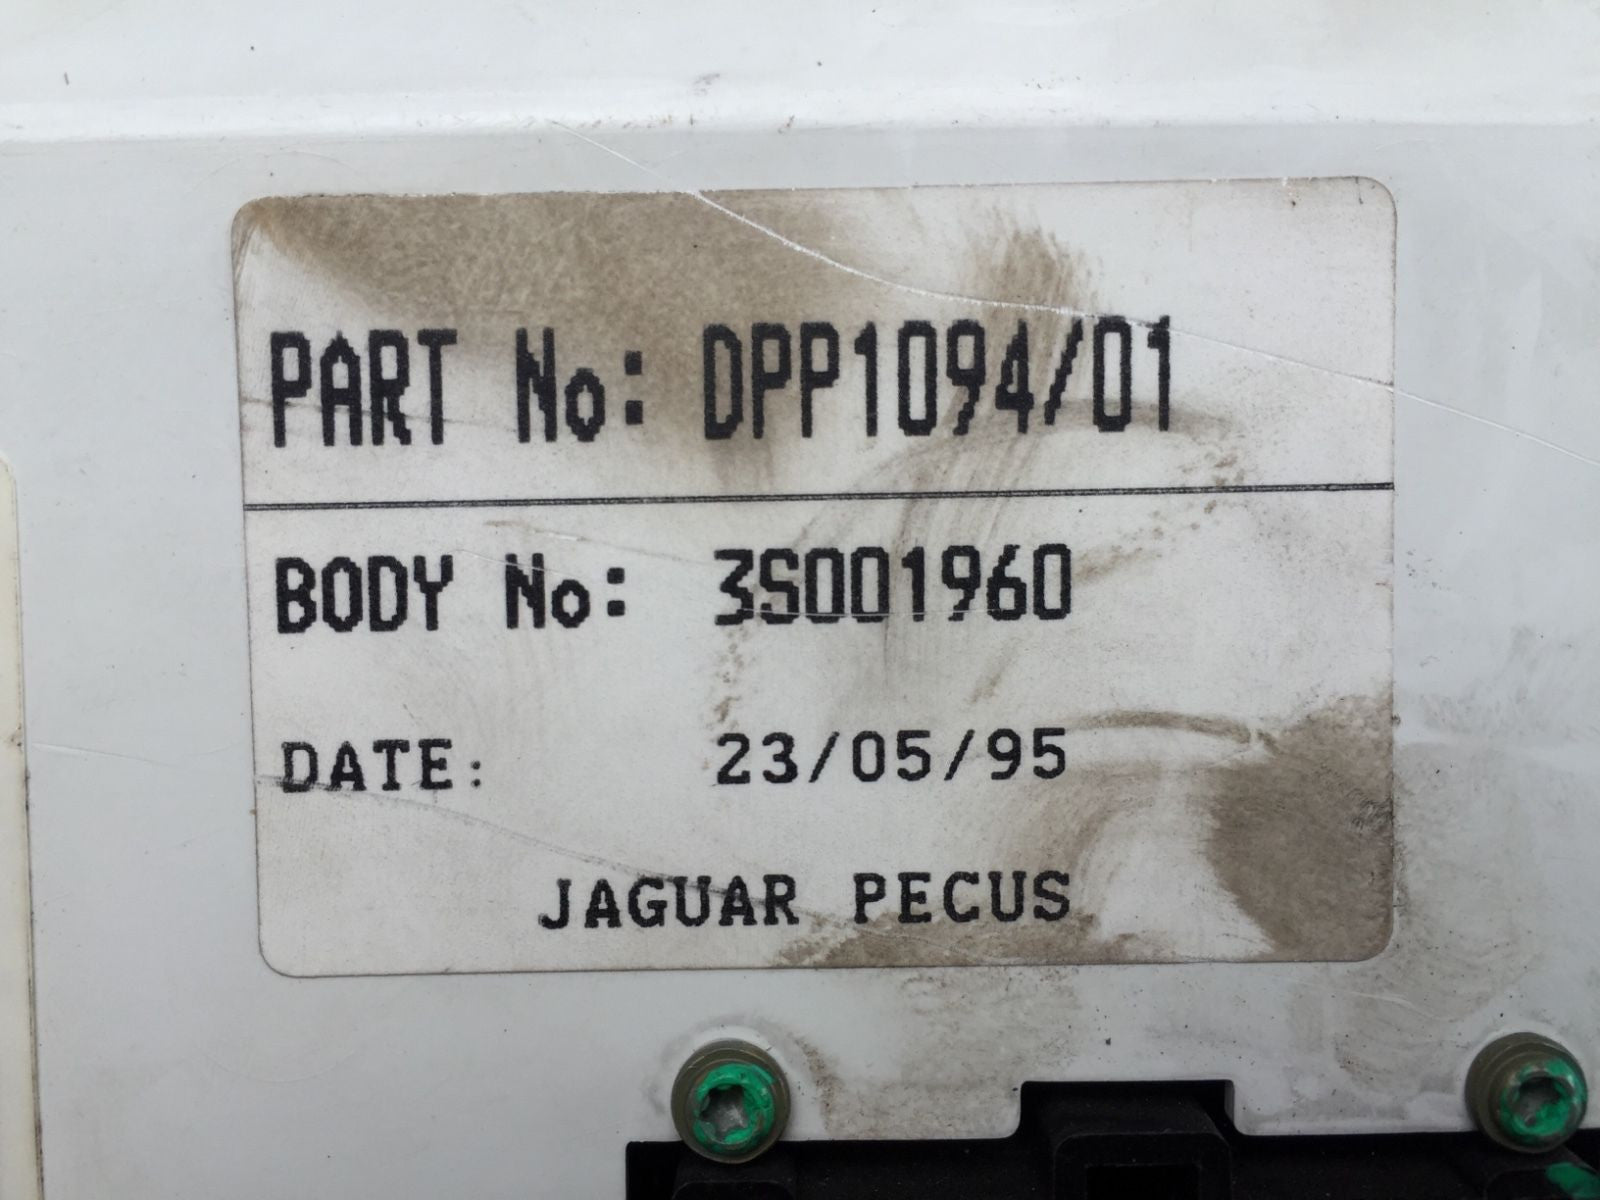 PART No: DPP1094/01
BODY No: 3S001960
DATE: 23/05/95
JAGUAR PECUS